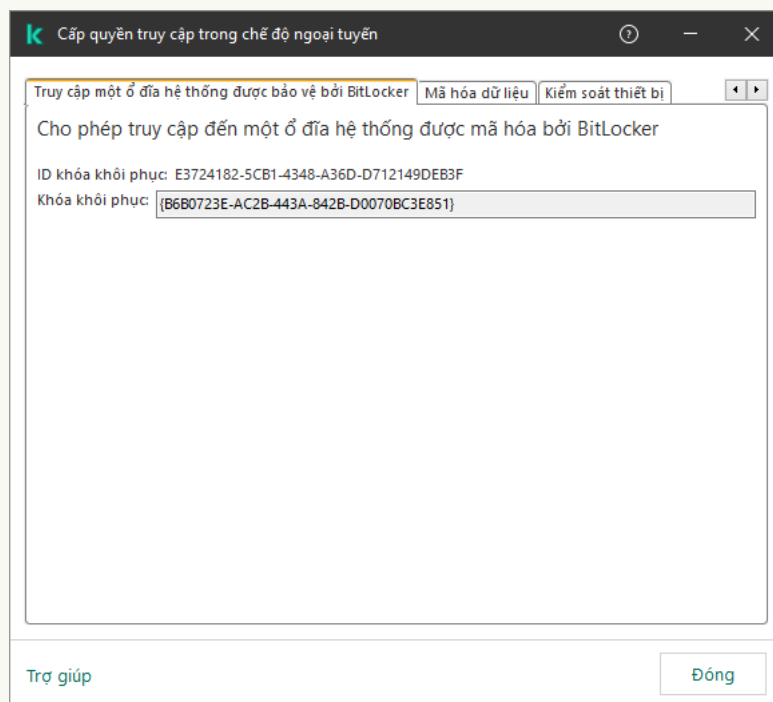 Cấp quyền truy cập trong chế độ ngoại tuyến
Truy cập một ổ đĩa hệ thống được bảo vệ bởi BitLocker Mã hóa dữ liệu Kiểm soát thiết bị
Cho phép truy cập đến một ổ đĩa hệ thống được mã hóa bởi BitLocker
ID khóa khôi phục: E3724182-5CB1-4348-A36D-D712149DEB3F
Khóa khôi phục: {B6B0723E-AC2B-443A-842B-D0070BC3E851}
Trợ giúp Đóng